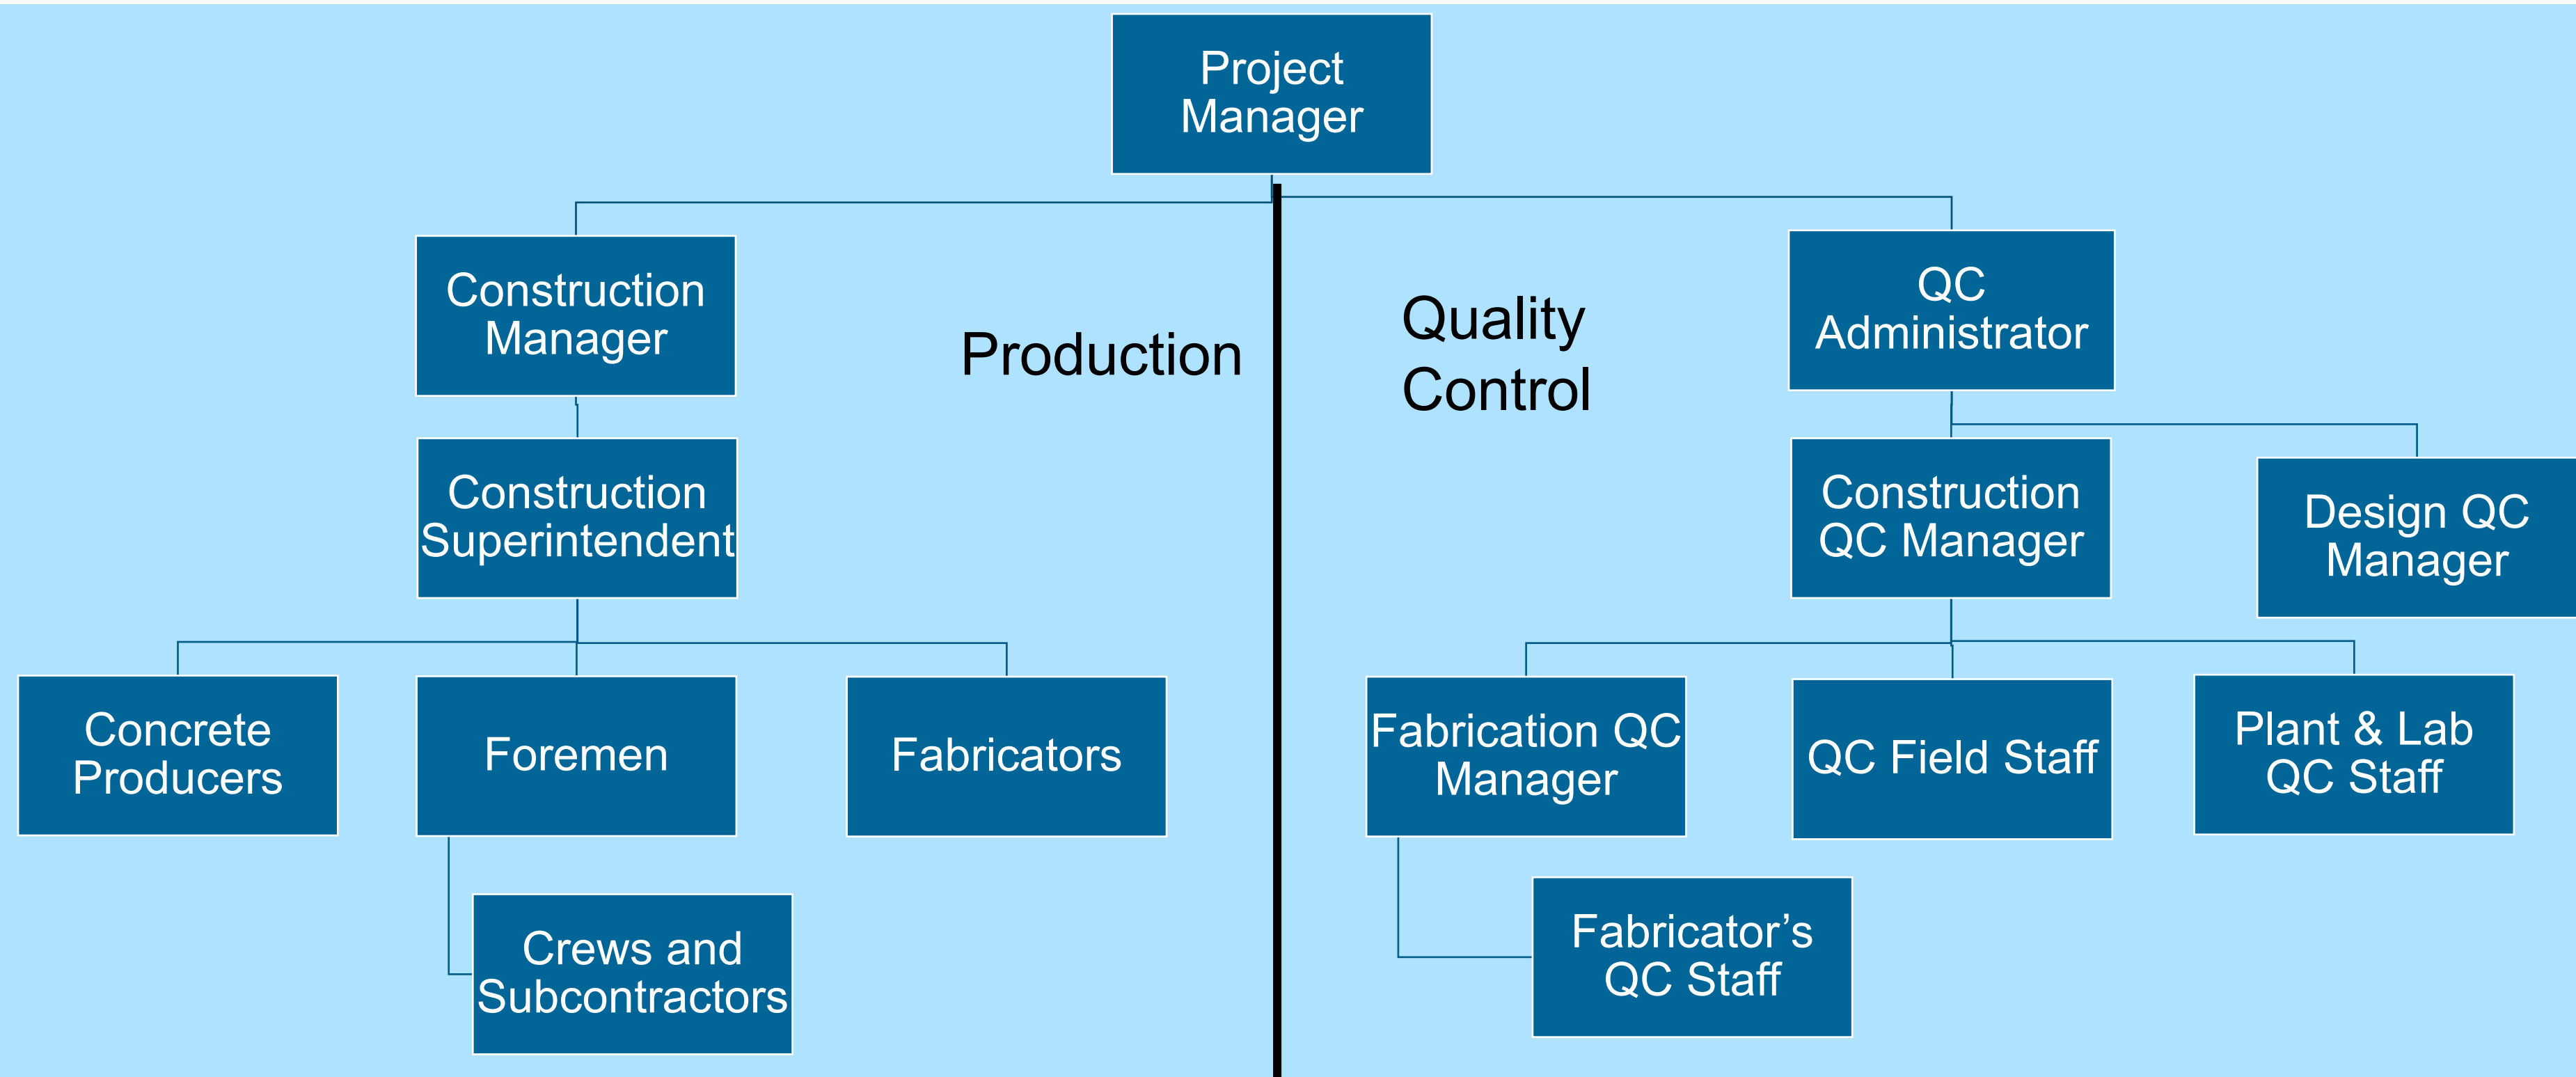 Project
Manager
Construction
Manager
Production
Quality
Control
QC
Administrator
Construction
Superintendent
Construction
QC Manager
Design QC
Manager
Concrete
Producers
Foremen
Fabricators
Fabrication QC
Manager
QC Field Staff
Plant & Lab
QC Staff
Crews and
Subcontractors
Fabricator’s
QC Staff